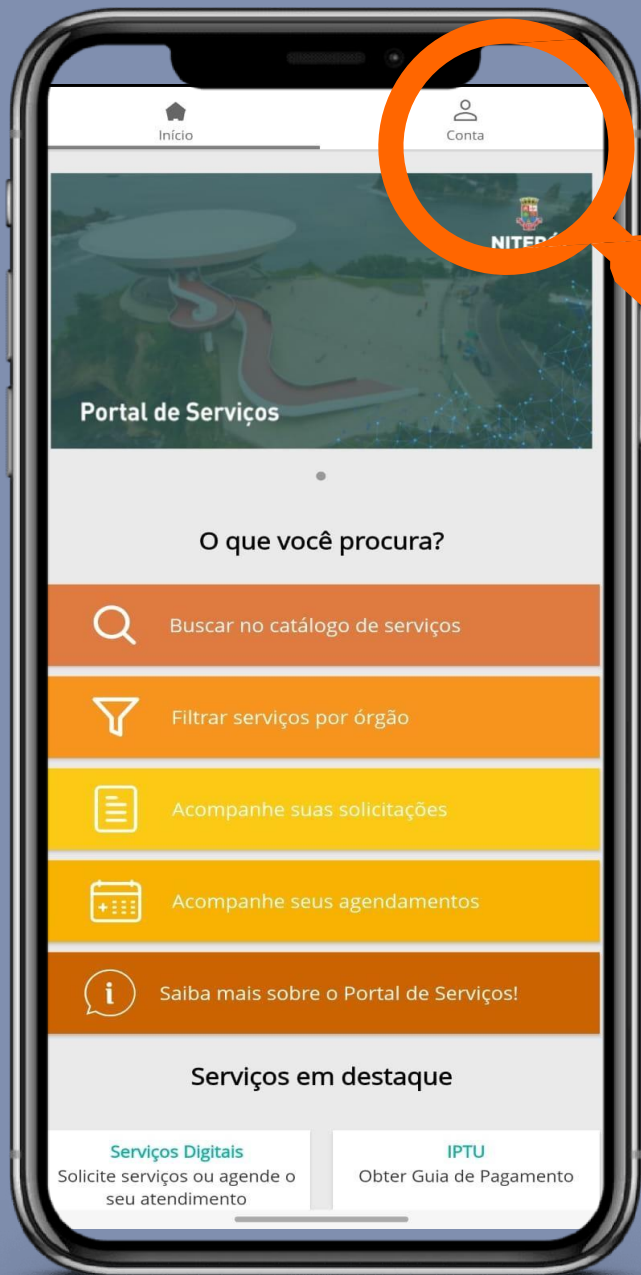 Início
Conta
Portal de Serviços
O que você procura?
Buscar no catálogo de serviços
Filtrar serviços por órgão
Acompanhe suas solicitações
Acompanhe seus agendamentos
Saiba mais sobre o Portal de Serviços!
Serviços em destaque
Serviços Digitais
Solicite serviços ou agende o
seu atendimento
IPTU
Obter Guia de Pagamento